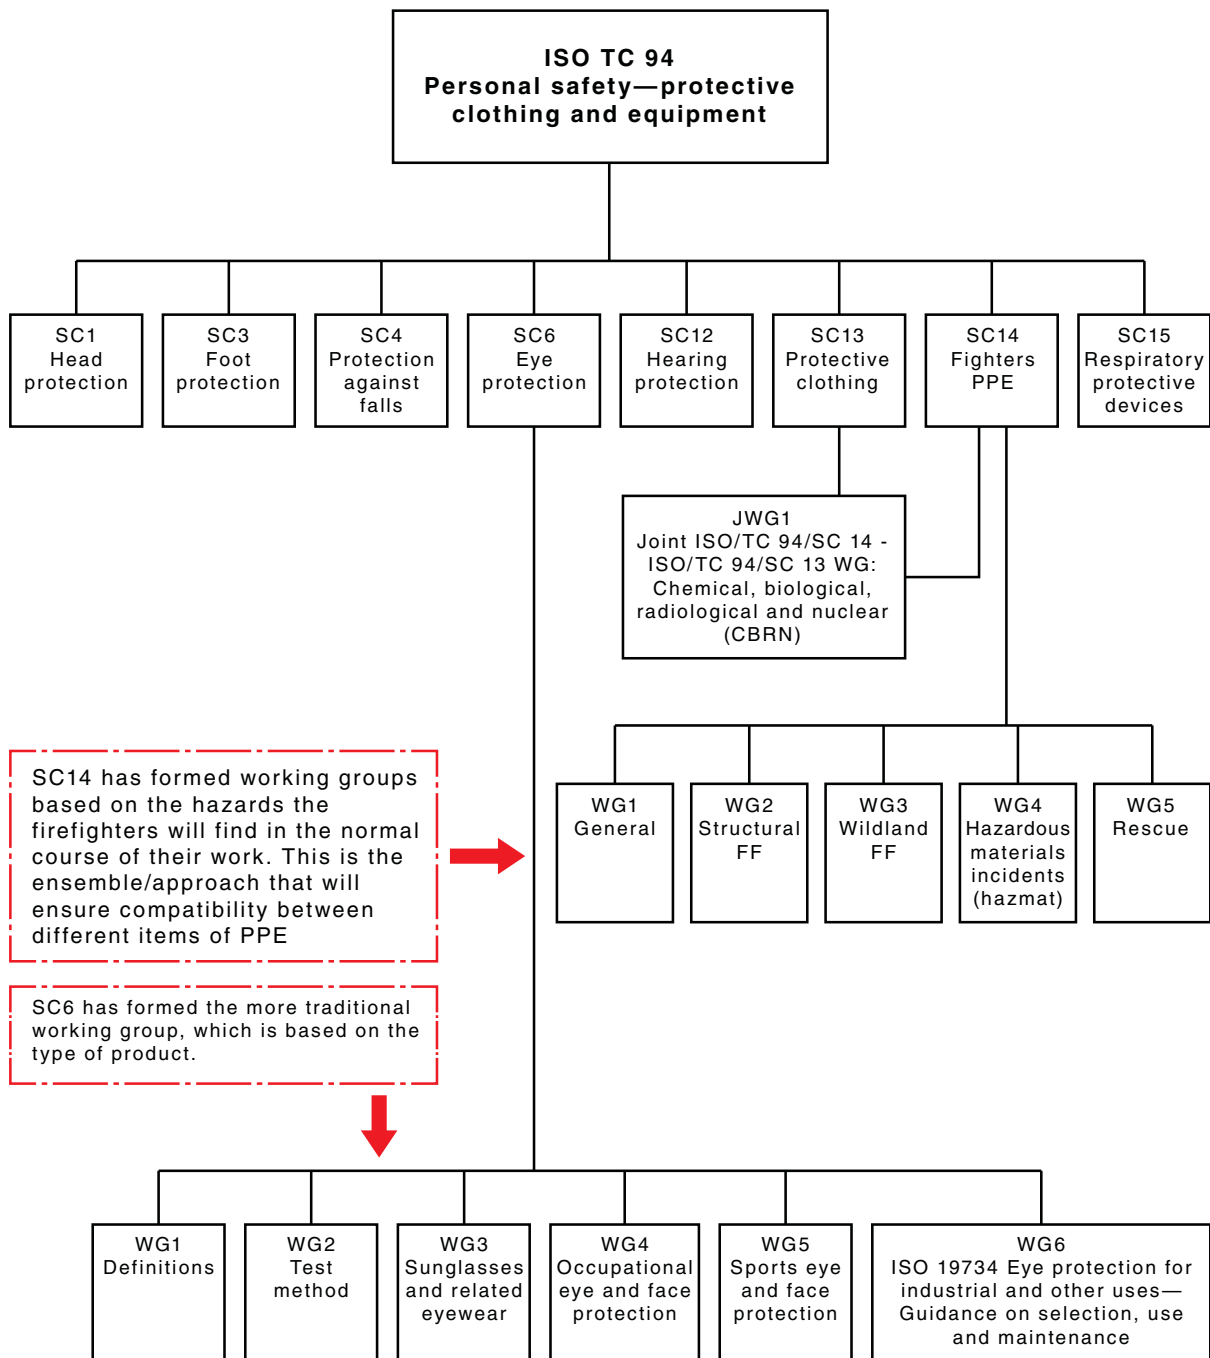 ISO TC 94
Personal safety—protective
clothing and equipment
SC1
Head
protection
SC3
Foot
protection
SC4
Protection
against
falls
SC6
Eye
protection
SC12
Hearing
protection
SC13
Protective
clothing
SC14
Fighters
PPE
SC15
Respiratory
protective
devices
JWG1
Joint ISO/TC 94/SC 14 -
ISO/TC 94/SC 13 WG:
Chemical, biological,
radiological and nuclear
(CBRN)
SC14 has formed working groups
based on the hazards the
firefighters will find in the normal
course of their work. This is the
ensemble/approach that will
ensure compatibility between
different items of PPE
WG1
General
WG2
Structural
FF
WG3
Wildland
FF
WG4
Hazardous
materials
incidents
(hazmat)
WG5
Rescue
SC6 has formed the more traditional
working group, which is based on the
type of product.
WG1
Definitions
WG2
Test
method
WG3
Sunglasses
and related
eyewear
WG4
Occupational
eye and face
protection
WG5
Sports eye
and face
protection
WG6
ISO 19734 Eye protection for
industrial and other uses—
Guidance on selection, use
and maintenance